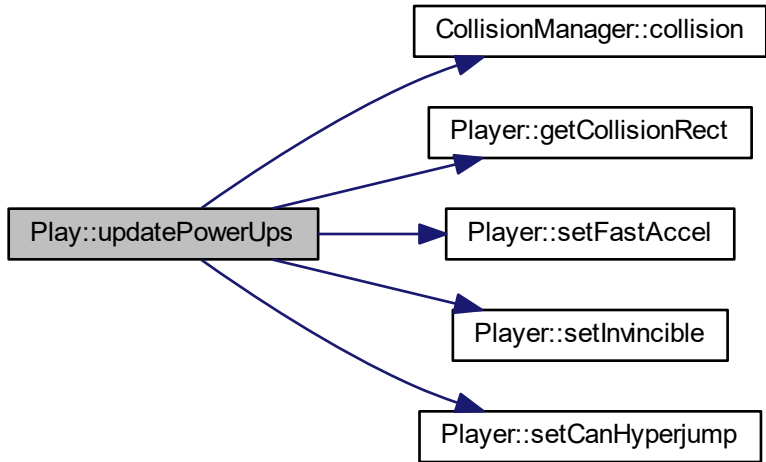 CollisionManager::collision
Player::getCollisionRect
Play::updatePowerUps
Player::setFastAccel
Player::setInvincible
Player::setCanHyperjump